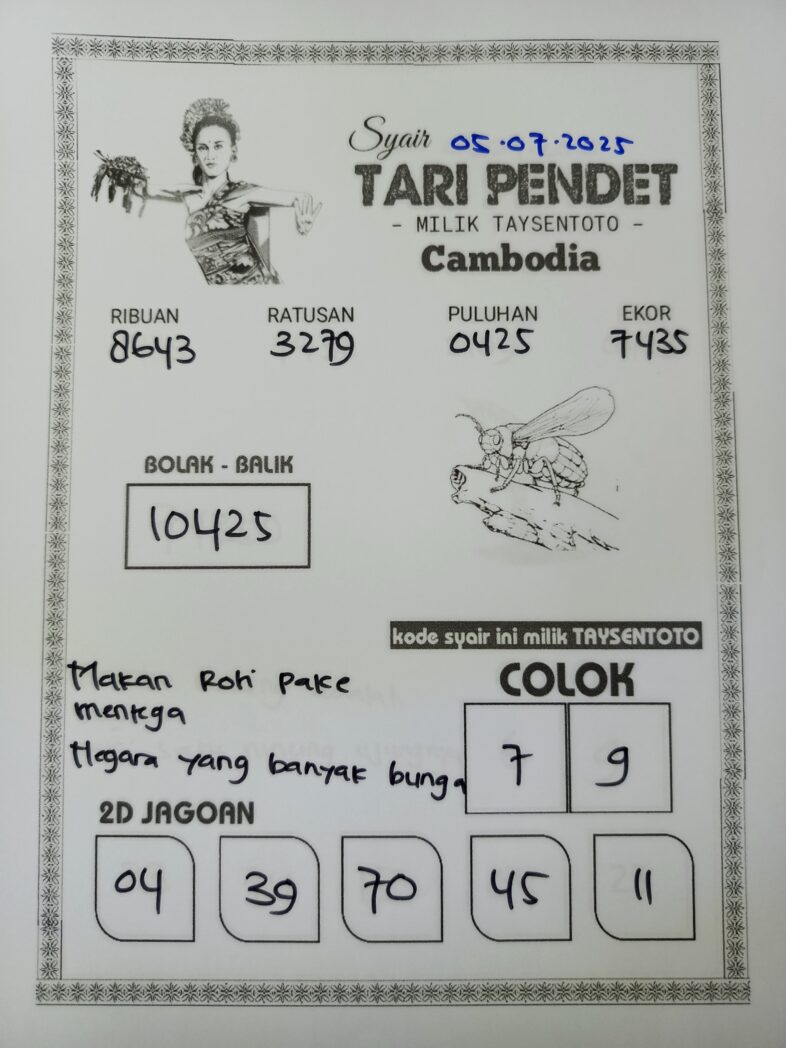 Syair 05.07.2025
TARI PENDET
- MILIK TAYSENTOTO -
Cambodia
RIBUAN RATUSAN PULUHAN EKOR
8643 3279 0425 7435
BOLAK - BALIK
10425
kode syair ini milik TAYSENTOTO
Makan Roti pake
mentega
Negara yang banyak bunga
COLOK
7 9
2D JAGOAN
04 39 70 45 11